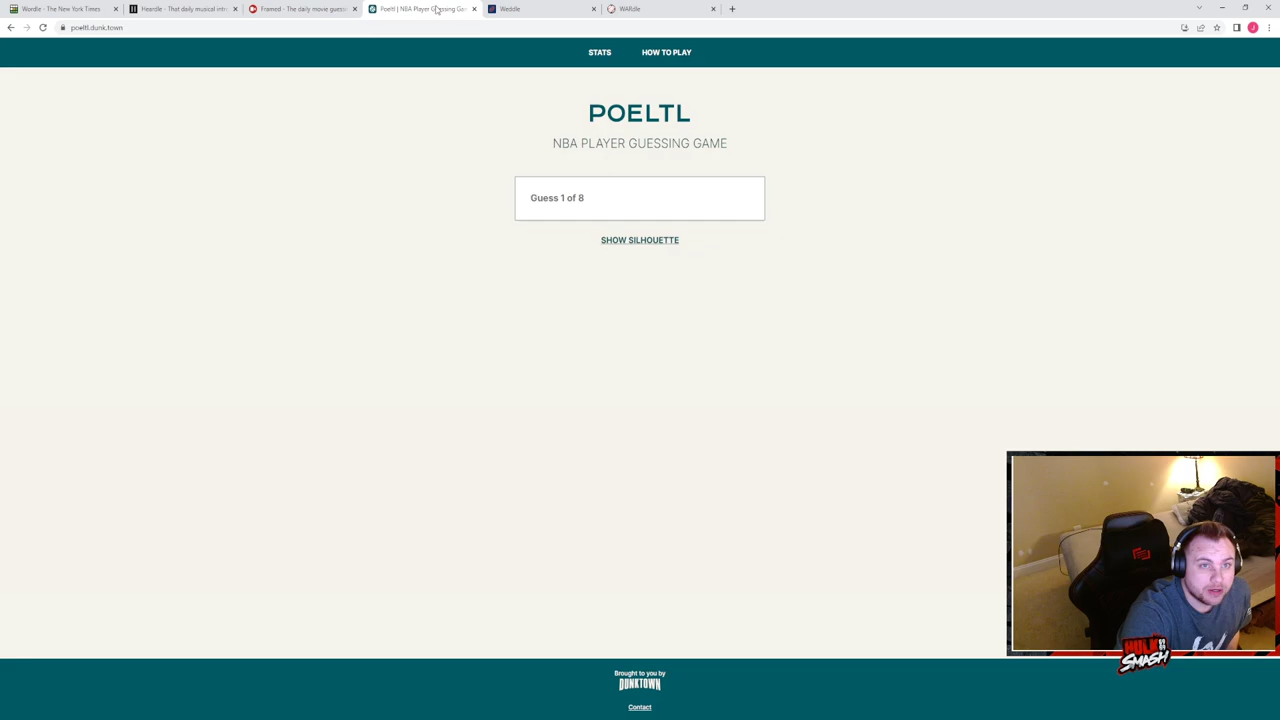 Wordle - The New York Times
Heardle - That daily musical intro
Framed - The daily movie guess
Poeltl | NBA Player Guessing Ga
Weddle
WARdle
poeltl.dunk.town
J
STATS
HOW TO PLAY
POELTL
NBA PLAYER GUESSING GAME
Guess 1 of 8
SHOW SILHOUETTE
SMASH
Brought to you by
DUNKTOWN
Contact